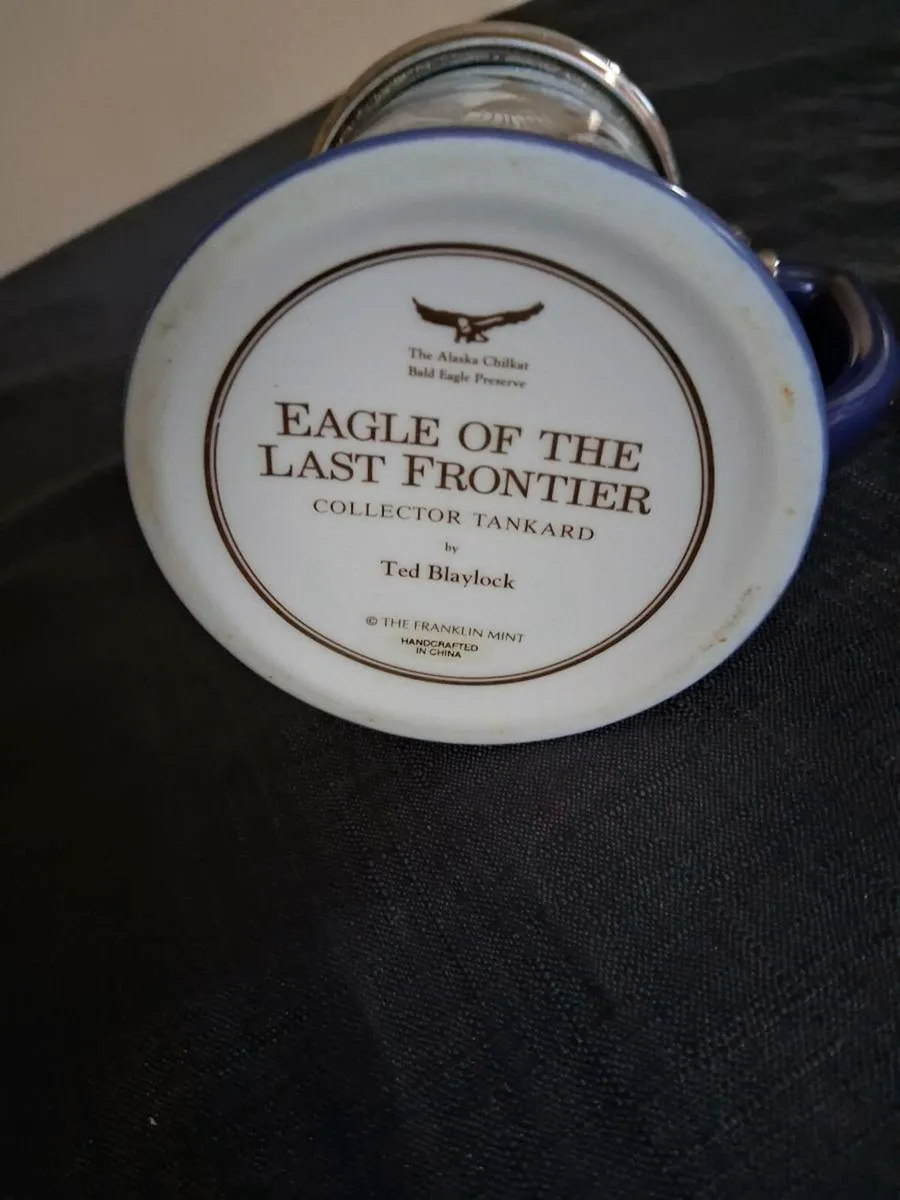 The Alaska Chilkat
Bald Eagle Preserve
EAGLE OF THE
LAST FRONTIER
COLLECTOR TANKARD
by
Ted Blaylock
© THE FRANKLIN MINT
HANDCRAFTED
IN CHINA